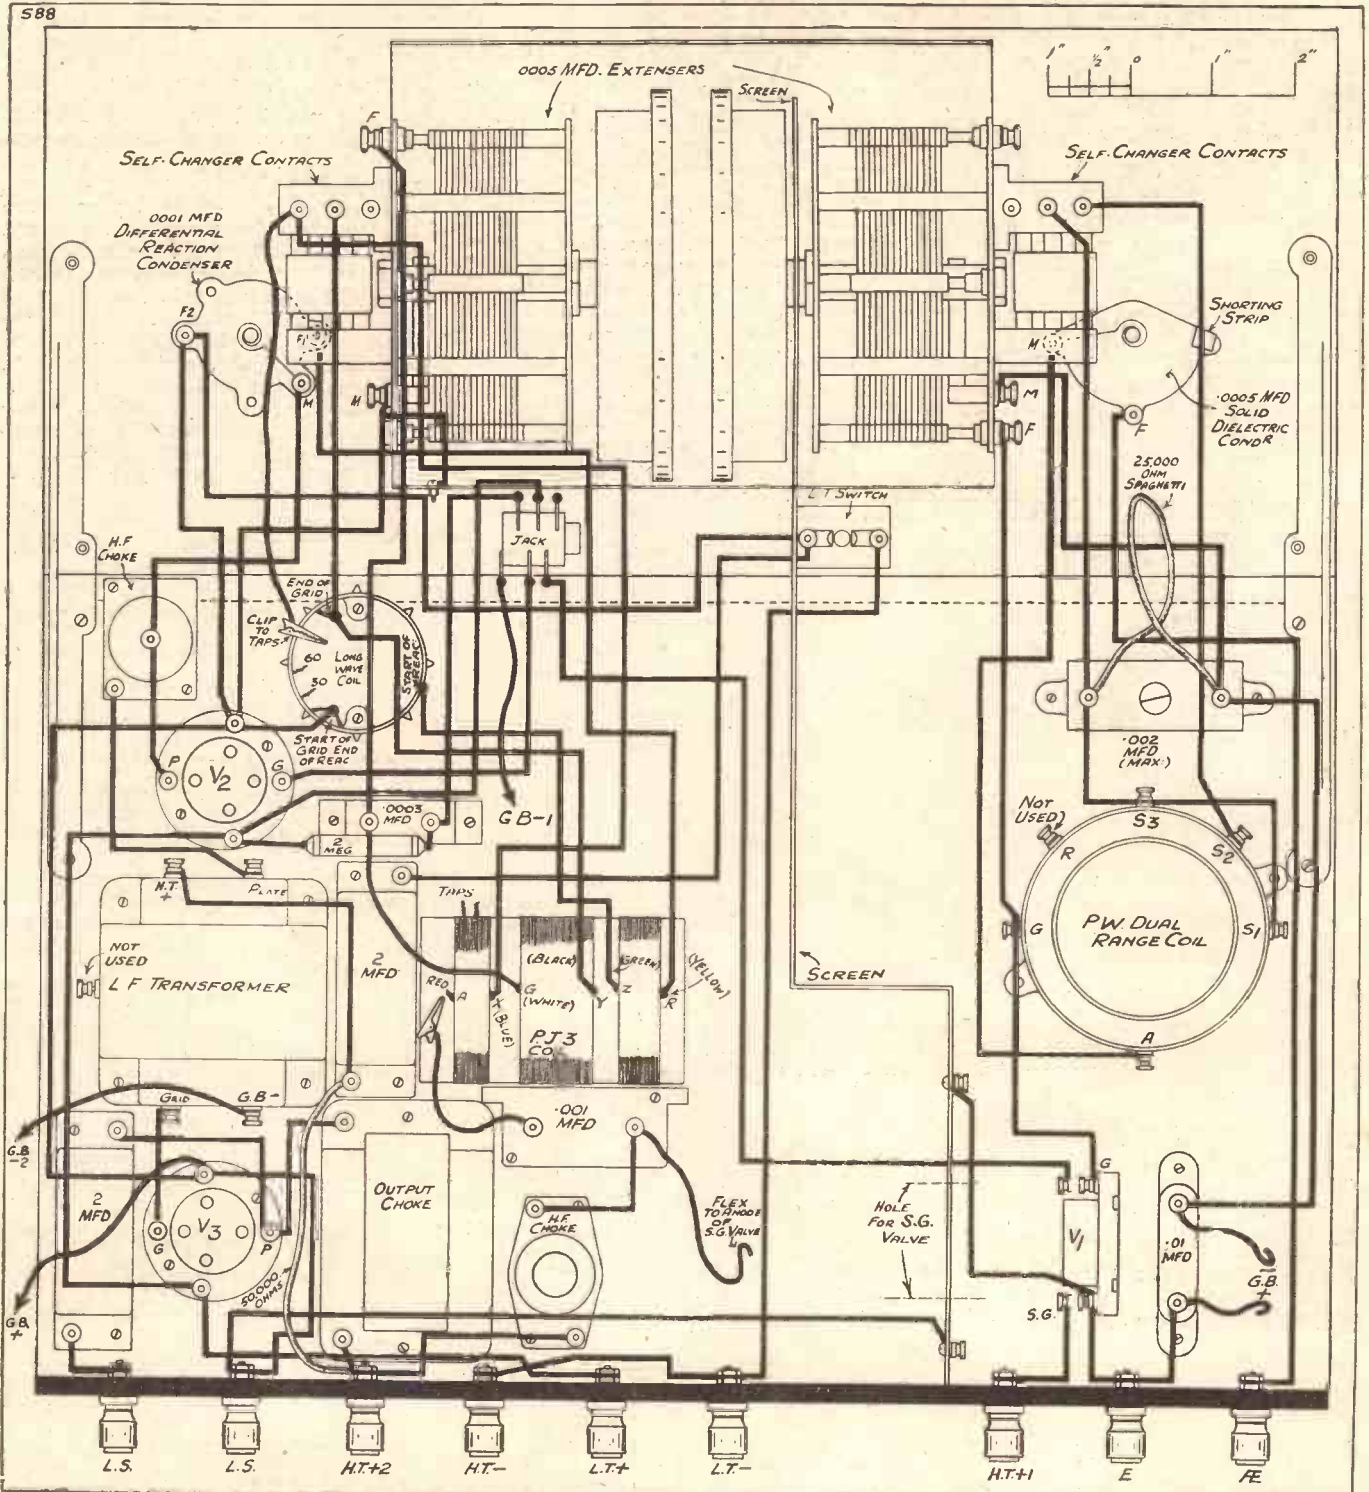 S88
.0005 MFD. EXTENSERS
SCREEN
1"
½"
0
1"
2"
F
SELF-CHANGER CONTACTS
SELF-CHANGER CONTACTS
.0001 MFD
DIFFERENTIAL
REACTION
CONDENSER
F2
F1
M
M
M
M
F
F
SHORTING
STRIP
.0005 MFD
SOLID
DIELECTRIC
CONDR
25,000
OHM
SPAGHETTI
L T SWITCH
JACK
H.F
CHOKE
END OF
GRID
CLIP
TO
TAPS
60
30
LONG
WAVE
COIL
START OF
REAC
START OF
GRID END
OF REAC
P
V2
G
.0003
MFD
2
MEG
G B-1
.002
MFD
(MAX)
NOT
USED
R
S3
S2
G
S1
A
P.W. DUAL
RANGE COIL
H.T.
+
PLATE
TAPS
NOT
USED
L F TRANSFORMER
2
MFD
RED
A
X
(BLUE)
(BLACK)
G
(WHITE)
Y
(GREEN)
Z
R
(YELLOW)
P.J 3
CO
SCREEN
GRID
G.B-
G.B
-2
.001
MFD
2
MFD
G
V3
P
OUTPUT
CHOKE
H.F.
CHOKE
50,000
OHMS
FLEX
TO ANODE
OF
S.G. VALVE
HOLE
FOR S.G.
VALVE
G
V1
S.G.
.01
MFD
-
G.B.
+
G.B.
+
L.S.
L.S.
H.T.+2
H.T.-
L.T.+
L.T.-
H.T.+1
E
Æ